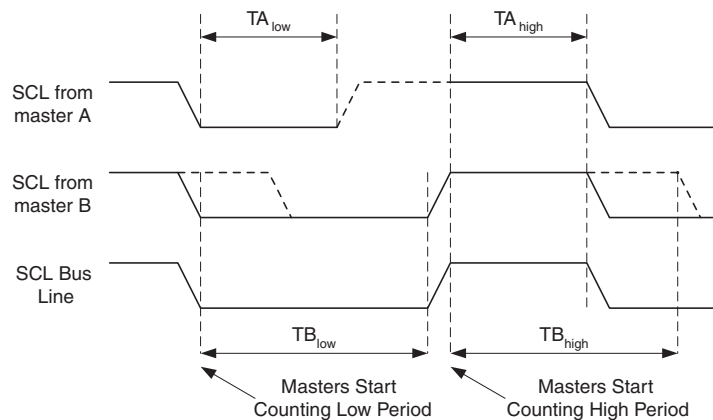 TA low
TA high
SCL from
master A
SCL from
master B
SCL Bus
Line
TB low
TB high
Masters Start
Counting Low Period
Masters Start
Counting High Period